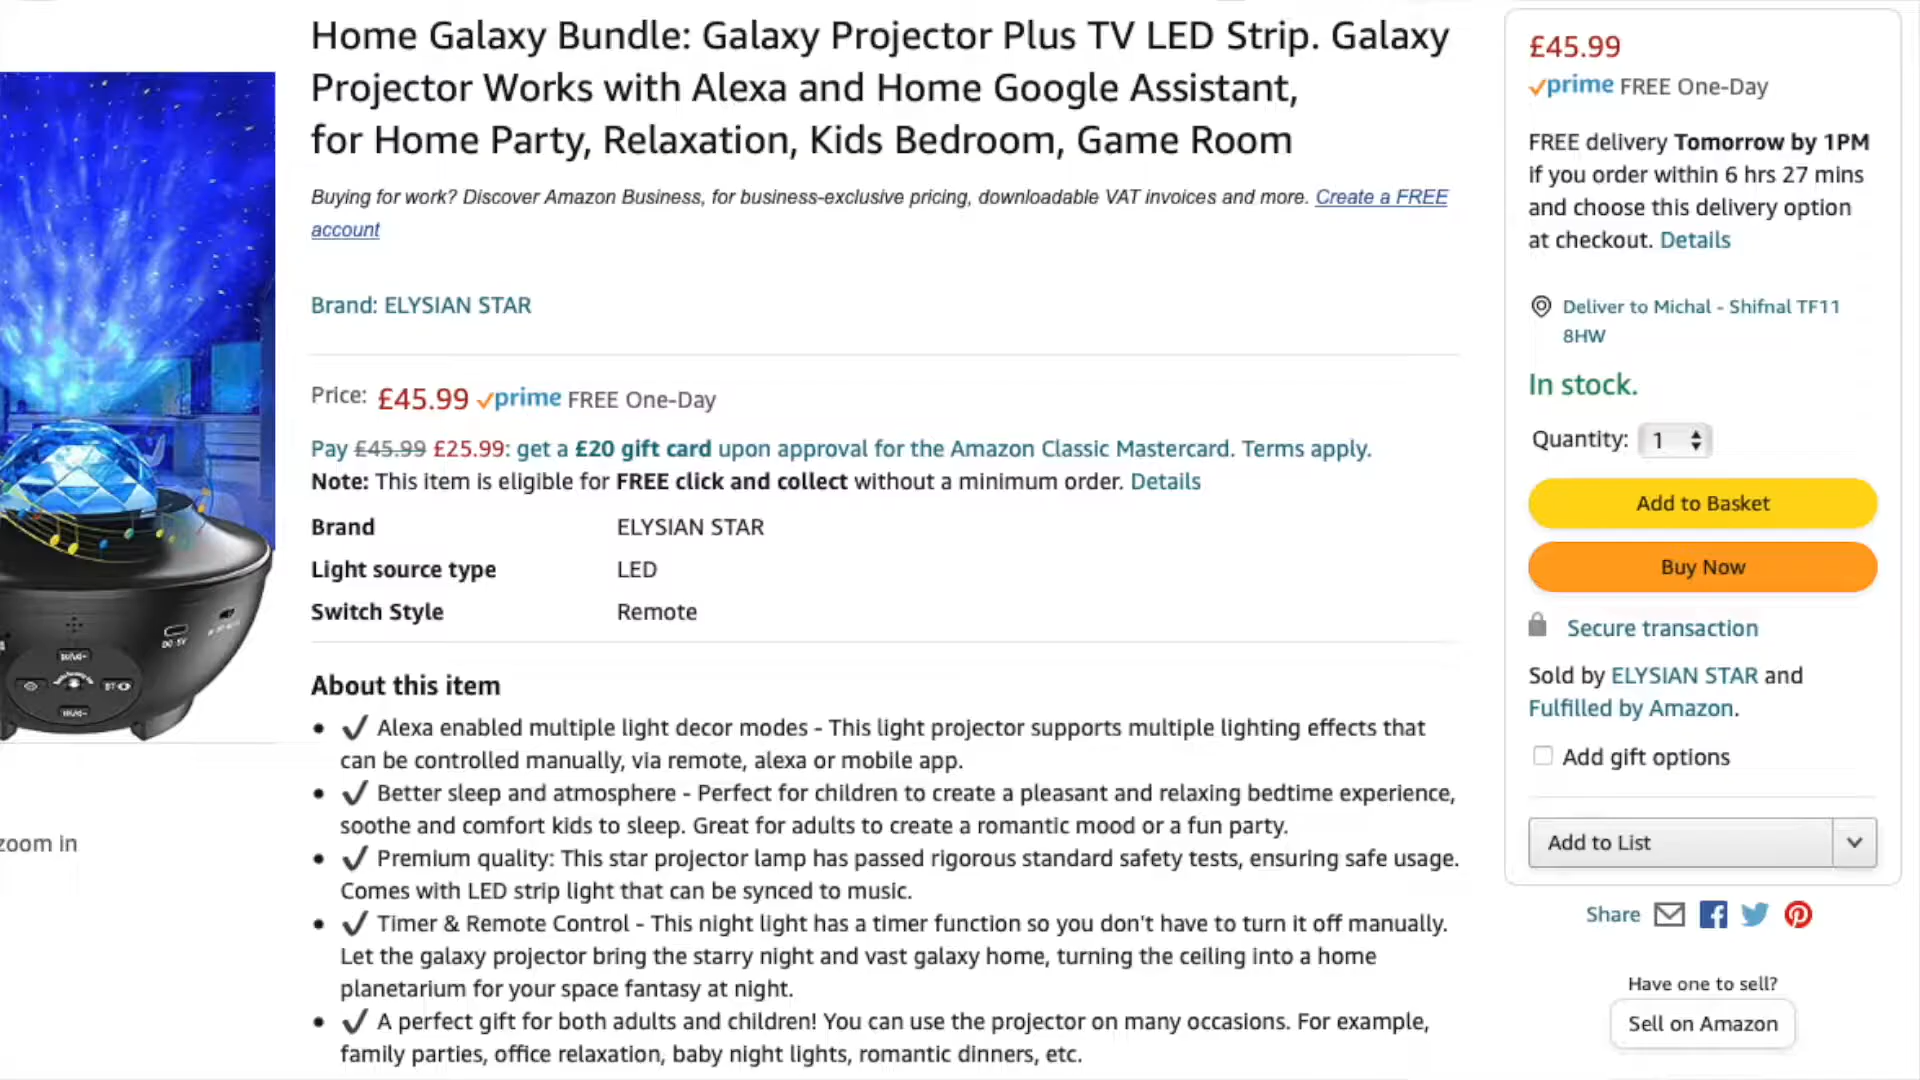 Home Galaxy Bundle: Galaxy Projector Plus TV LED Strip. Galaxy
Projector Works with Alexa and Home Google Assistant,
for Home Party, Relaxation, Kids Bedroom, Game Room
Buying for work? Discover Amazon Business, for business-exclusive pricing, downloadable VAT invoices and more. Create a FREE
account
Brand: ELYSIAN STAR
Price: £45.99 prime FREE One-Day
Pay £45.99 £25.99: get a £20 gift card upon approval for the Amazon Classic Mastercard. Terms apply.
Note: This item is eligible for FREE click and collect without a minimum order. Details
Brand ELYSIAN STAR
Light source type LED
Switch Style Remote
About this item
• ✔ Alexa enabled multiple light decor modes - This light projector supports multiple lighting effects that
can be controlled manually, via remote, alexa or mobile app.
• ✔ Better sleep and atmosphere - Perfect for children to create a pleasant and relaxing bedtime experience,
soothe and comfort kids to sleep. Great for adults to create a romantic mood or a fun party.
• ✔ Premium quality: This star projector lamp has passed rigorous standard safety tests, ensuring safe usage.
Comes with LED strip light that can be synced to music.
• ✔ Timer & Remote Control - This night light has a timer function so you don't have to turn it off manually.
Let the galaxy projector bring the starry night and vast galaxy home, turning the ceiling into a home
planetarium for your space fantasy at night.
• ✔ A perfect gift for both adults and children! You can use the projector on many occasions. For example,
family parties, office relaxation, baby night lights, romantic dinners, etc.
zoom in
£45.99
prime FREE One-Day
FREE delivery Tomorrow by 1PM
if you order within 6 hrs 27 mins
and choose this delivery option
at checkout. Details
Deliver to Michal - Shifnal TF11
8HW
In stock.
Quantity: 1
Add to Basket
Buy Now
Secure transaction
Sold by ELYSIAN STAR and
Fulfilled by Amazon.
Add gift options
Add to List
Share
Have one to sell?
Sell on Amazon